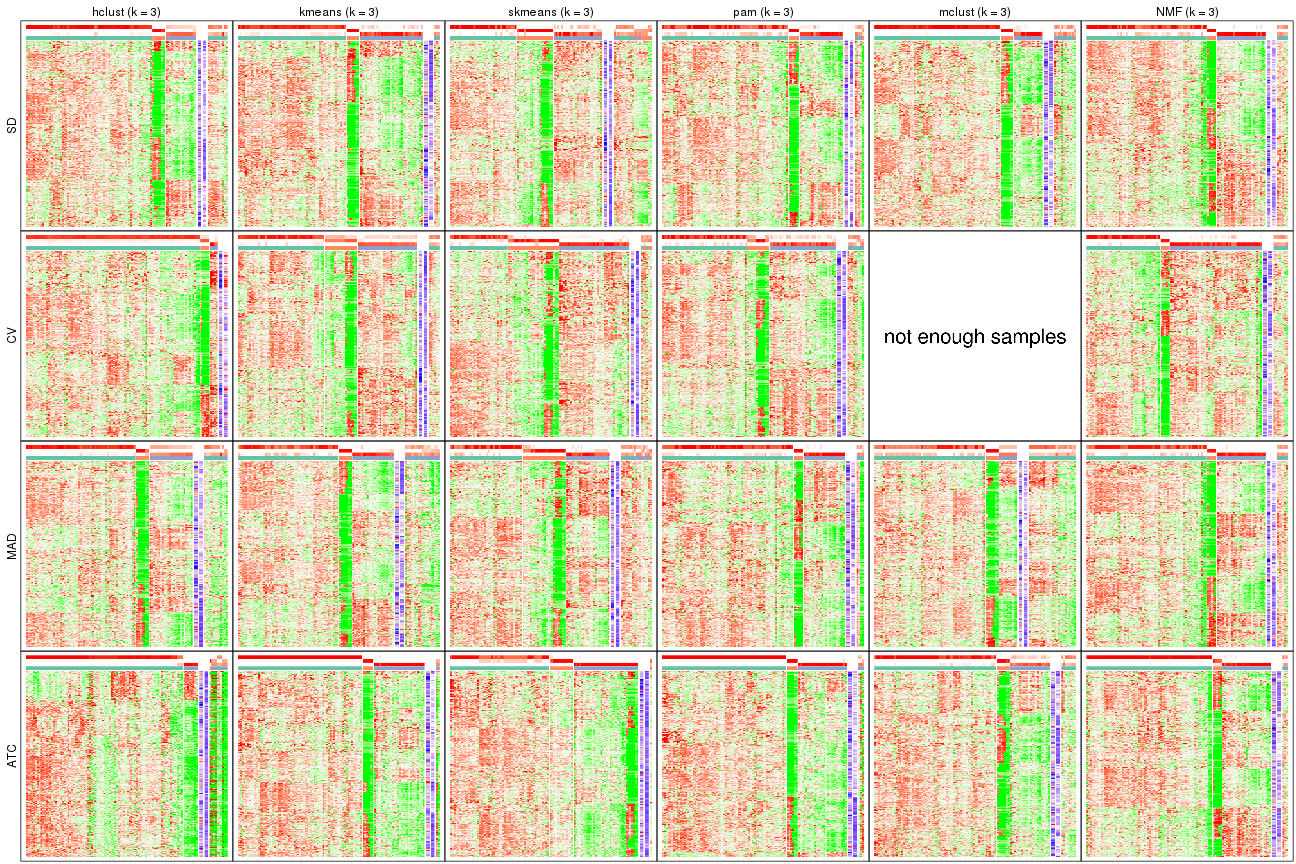 hclust (k = 3) kmeans (k = 3) skmeans (k = 3) pam (k = 3) mclust (k = 3) NMF (k = 3)
SD
CV
not enough samples
MAD
ATC